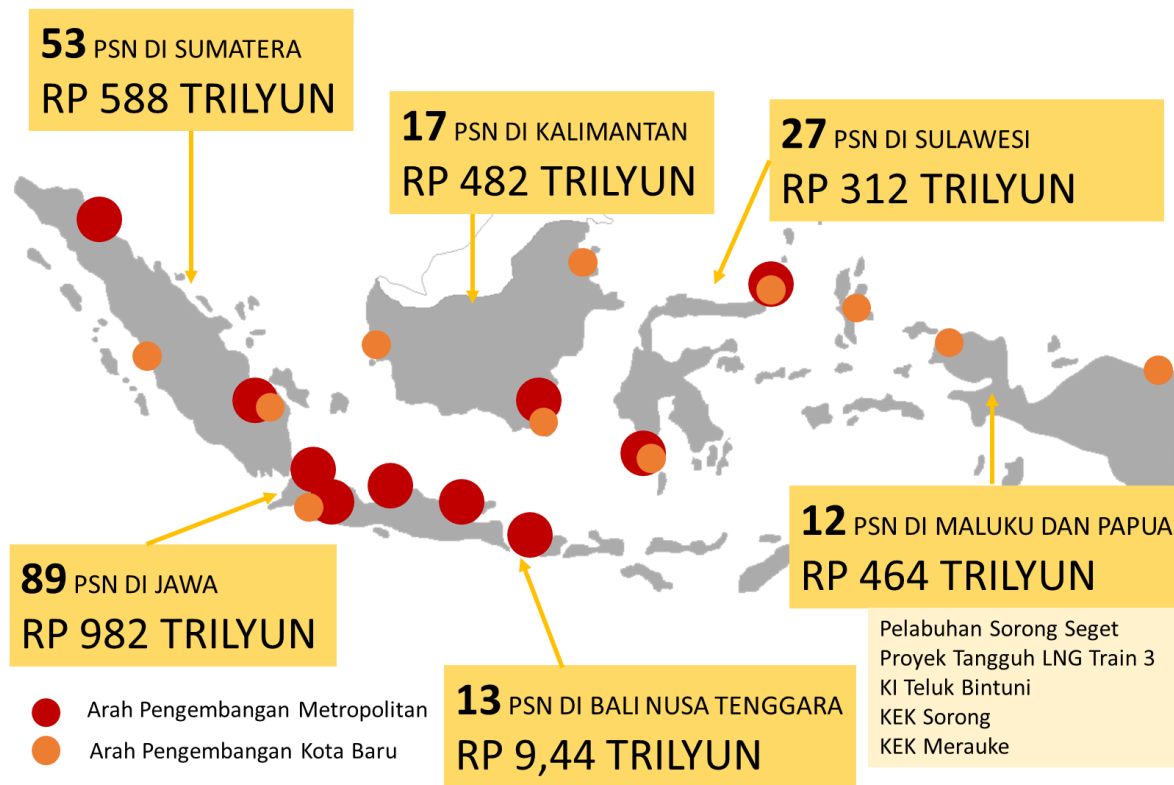 53 PSN DI SUMATERA
RP 588 TRILYUN
17 PSN DI KALIMANTAN
RP 482 TRILYUN
27 PSN DI SULAWESI
RP 312 TRILYUN
89 PSN DI JAWA
RP 982 TRILYUN
12 PSN DI MALUKU DAN PAPUA
RP 464 TRILYUN
Pelabuhan Sorong Seget
Proyek Tangguh LNG Train 3
KI Teluk Bintuni
KEK Sorong
KEK Merauke
13 PSN DI BALI NUSA TENGGARA
RP 9,44 TRILYUN
Arah Pengembangan Metropolitan
Arah Pengembangan Kota Baru